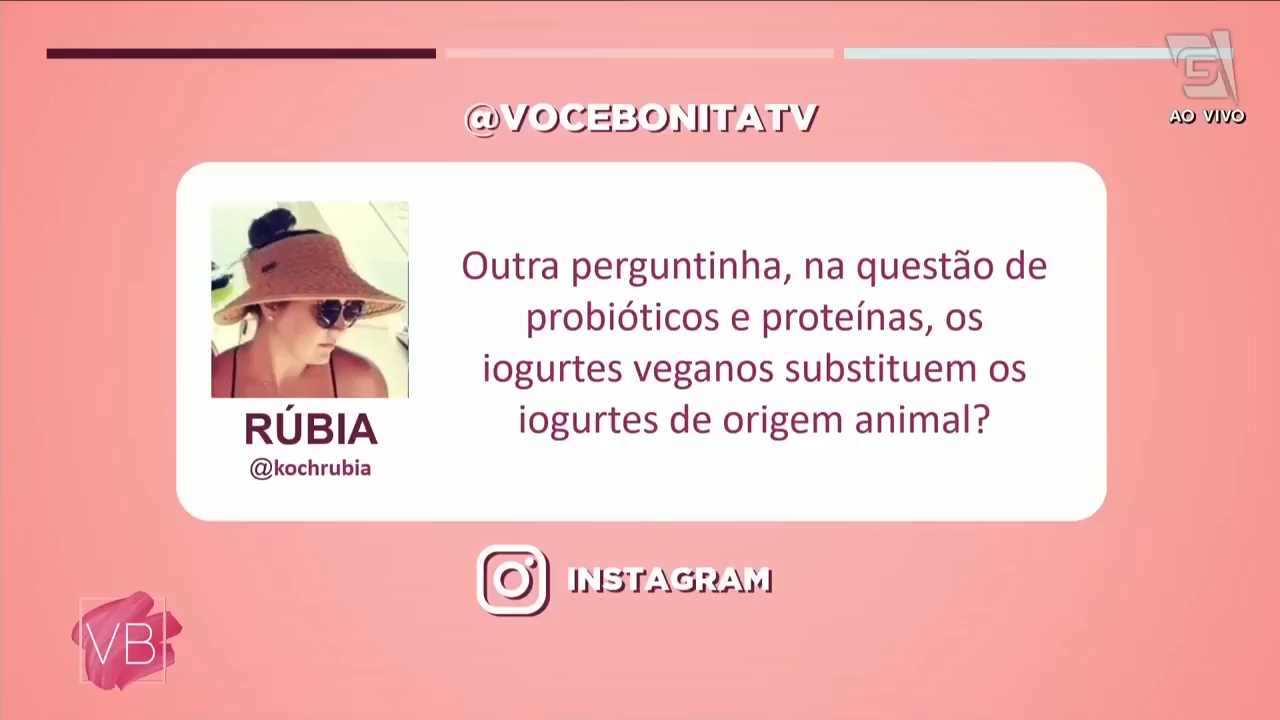 @VOCEBONITATV
AO VIVO
Outra perguntinha, na questão de
probióticos e proteínas, os
iogurtes veganos substituem os
iogurtes de origem animal?
RÚBIA
@kochrubia
INSTAGRAM
VB